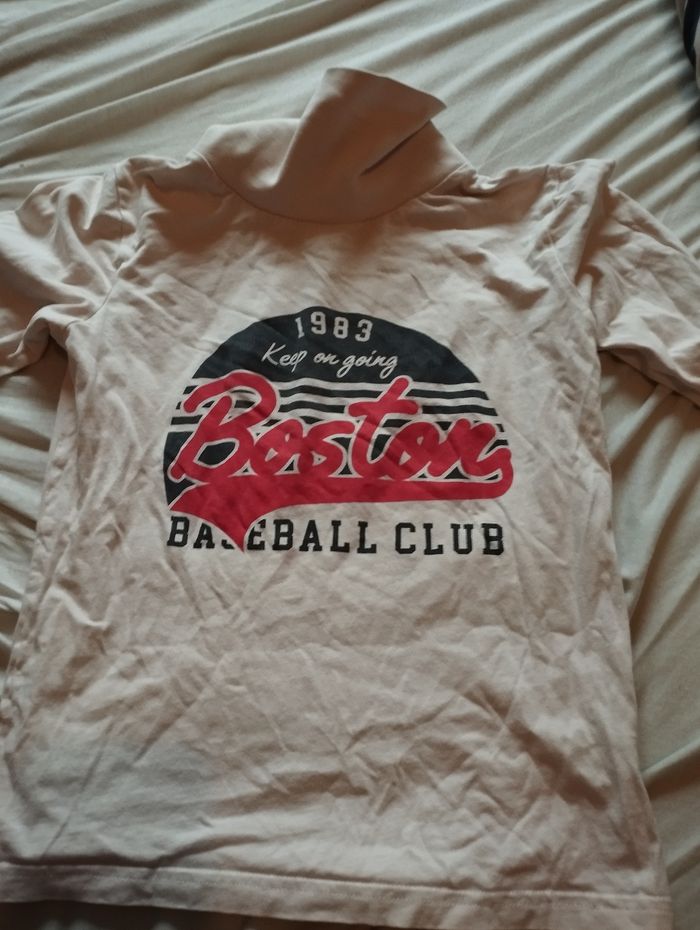 1983
Keep on going
Boston
BASEBALL CLUB